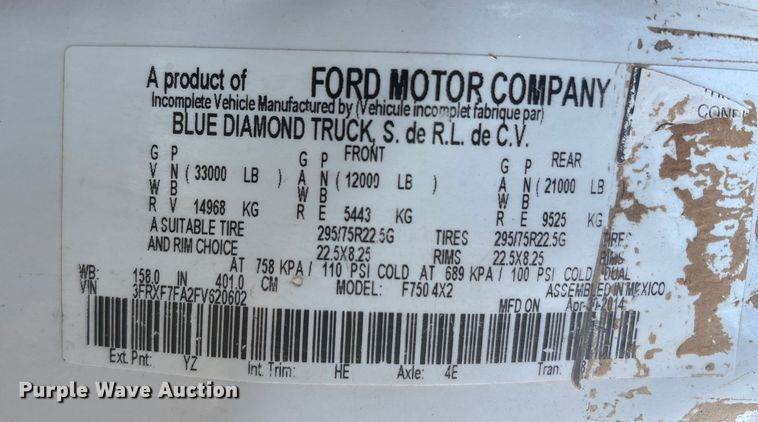 A product of FORD MOTOR COMPANY
Incomplete Vehicle Manufactured by (Vehicule incomplet fabrique par)
BLUE DIAMOND TRUCK, S. de R.L. de C.V.
G P G P FRONT G P REAR
V N (33000 LB) A N (12000 LB) A N (21000 LB)
W B W B W B
R V 14968 KG R E 5443 KG R E 9525 KG
A SUITABLE TIRE 295/75R22.5G TIRES 295/75R22.5G TIRES
AND RIM CHOICE 22.5X8.25 RIMS 22.5X8.25 RIMS
AT 758 KPA/ 110 PSI COLD AT 689 KPA/ 100 PSI COLD DUAL
WB: 158.0 IN 401.0 CM MODEL: F750 4X2 ASSEMBLED IN MEXICO
VIN 3FRXF7FA2FV620602 MFD ON Apr- -2014
Ext. Pnt: YZ Int. Trim: HE Axle: 4E Tran:
Purple Wave Auction